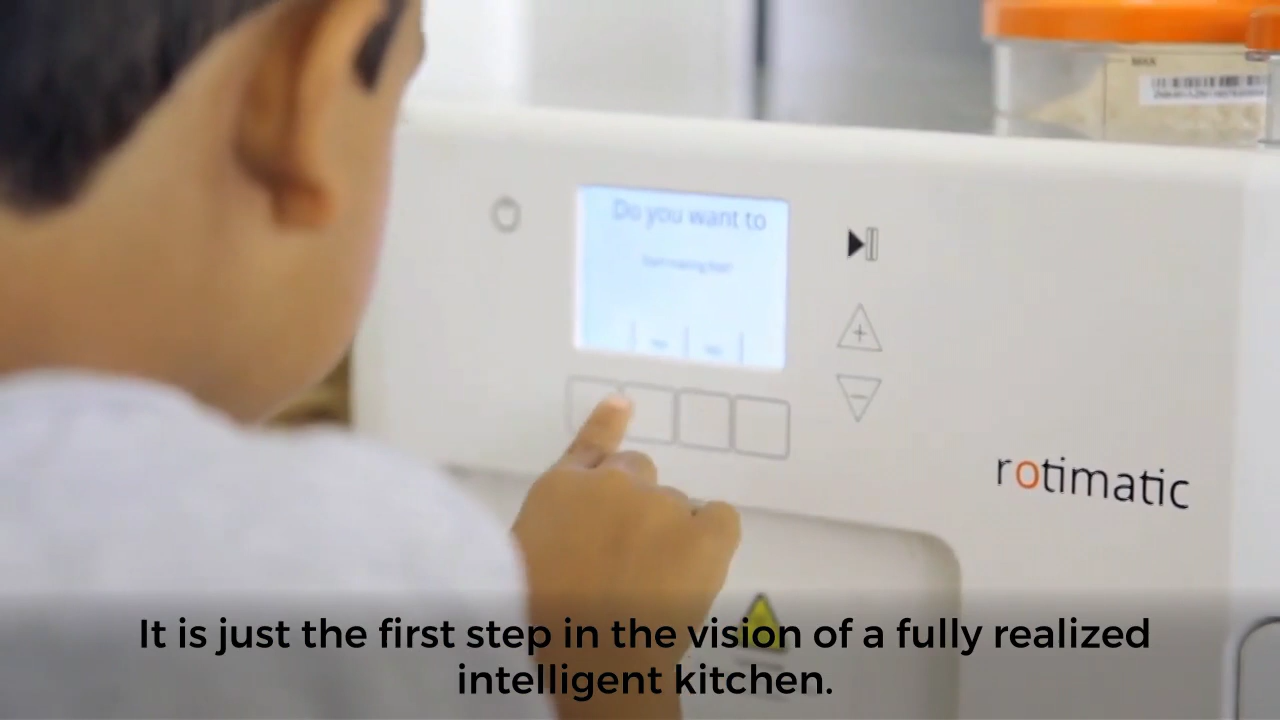 MAX
Do you want to
rotimatic
It is just the first step in the vision of a fully realized
intelligent kitchen.